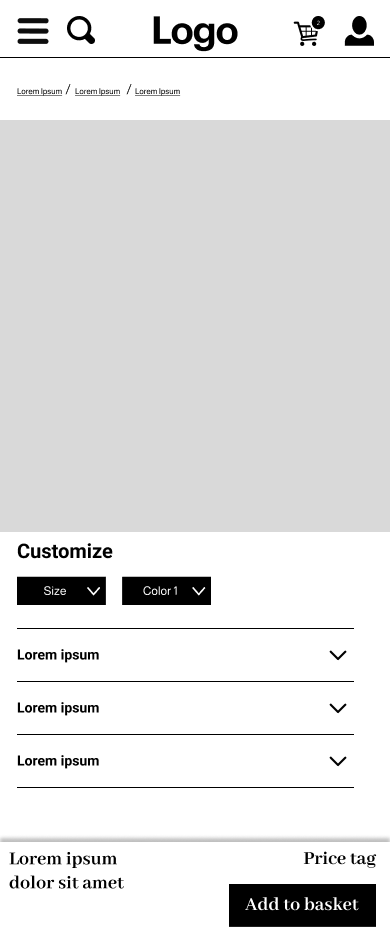 Logo
2
Lorem Ipsum / Lorem Ipsum / Lorem Ipsum
Customize
Size
Color 1
Lorem ipsum
Lorem ipsum
Lorem ipsum
Lorem ipsum
dolor sit amet
Price tag
Add to basket